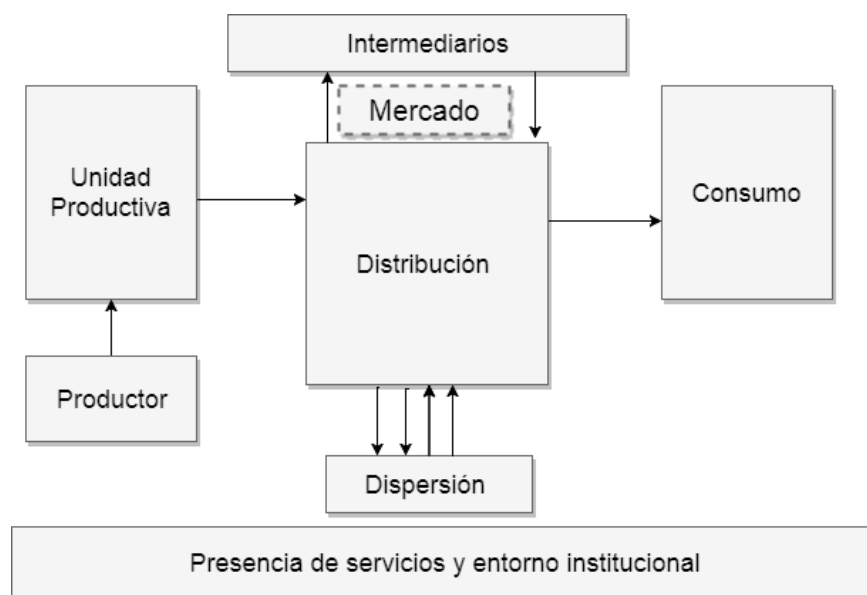 Intermediarios
Mercado
Unidad
Productiva
Distribución
Consumo
Productor
Dispersión
Presencia de servicios y entorno institucional